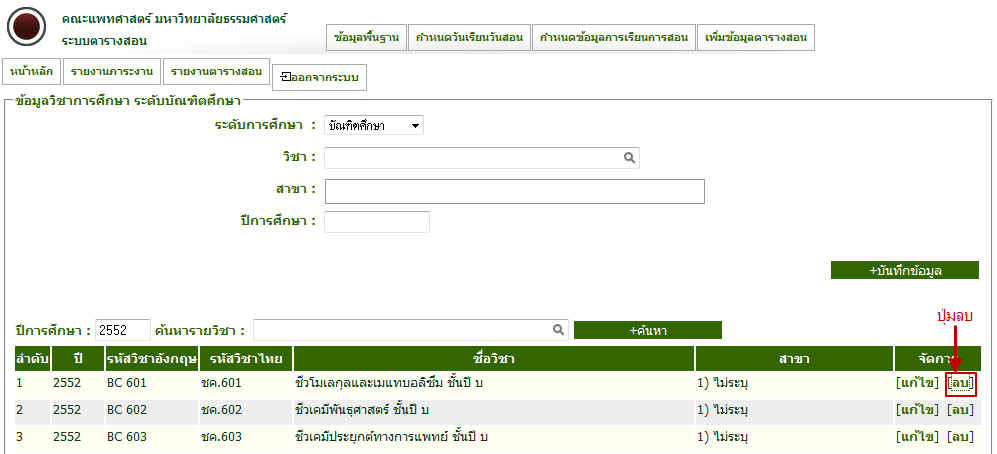 คณะแพทศาสตร์ มหาวิทยาลัยธรรมศาสตร์
ระบบตารางสอน
ข้อมูลพื้นฐาน กำหนดวันเรียนวันสอน กำหนดข้อมูลการเรียนการสอน เพิ่มข้อมูลตารางสอน
หน้าหลัก รายงานภาระงาน รายงานตารางสอน ออกจากระบบ
ข้อมูลวิชาการศึกษา ระดับบัณฑิตศึกษา
ระดับการศึกษา : บัณฑิตศึกษา
วิชา :
สาขา :
ปีการศึกษา :
+บันทึกข้อมูล
ปุ่มลบ
ปีการศึกษา : 2552 ค้นหารายวิชา : +ค้นหา
ลำดับ ปี รหัสวิชาอังกฤษ รหัสวิชาไทย ชื่อวิชา สาขา จัดการ
1 2552 BC 601 ชค.601 ชีวโมเลกุลและเมแทบอลิซึม ชั้นปี บ 1) ไม่ระบุ [แก้ไข] [ลบ]
2 2552 BC 602 ชค.602 ชีวเคมีพันธุศาสตร์ ชั้นปี บ 1) ไม่ระบุ [แก้ไข] [ลบ]
3 2552 BC 603 ชค.603 ชีวเคมีประยุกต์ทางการแพทย์ ชั้นปี บ 1) ไม่ระบุ [แก้ไข] [ลบ]